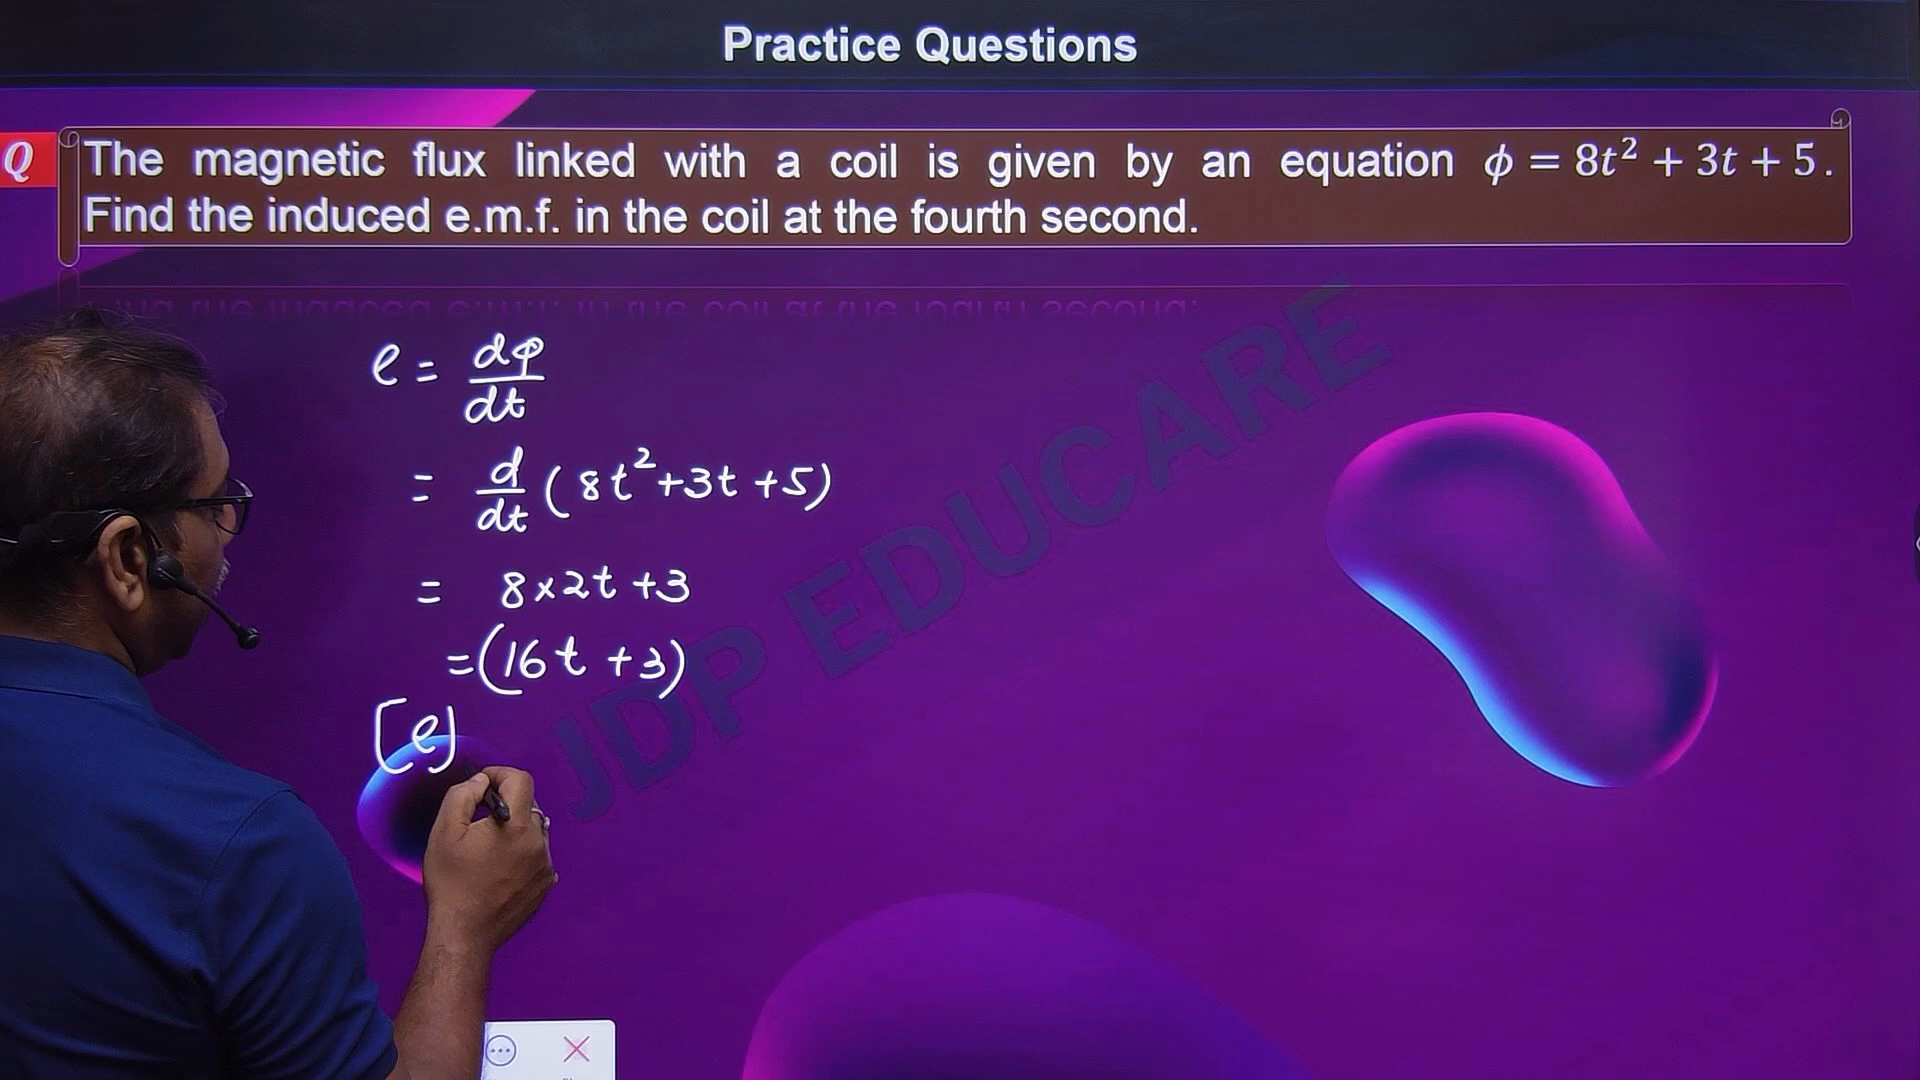 Practice Questions
Q
The magnetic flux linked with a coil is given by an equation ϕ = 8t² + 3t + 5.
Find the induced e.m.f. in the coil at the fourth second.
e = dφ/dt
= d/dt (8t²+3t+5)
= 8×2t+3
=(16t+3)
[e]
JDP EDUCARE